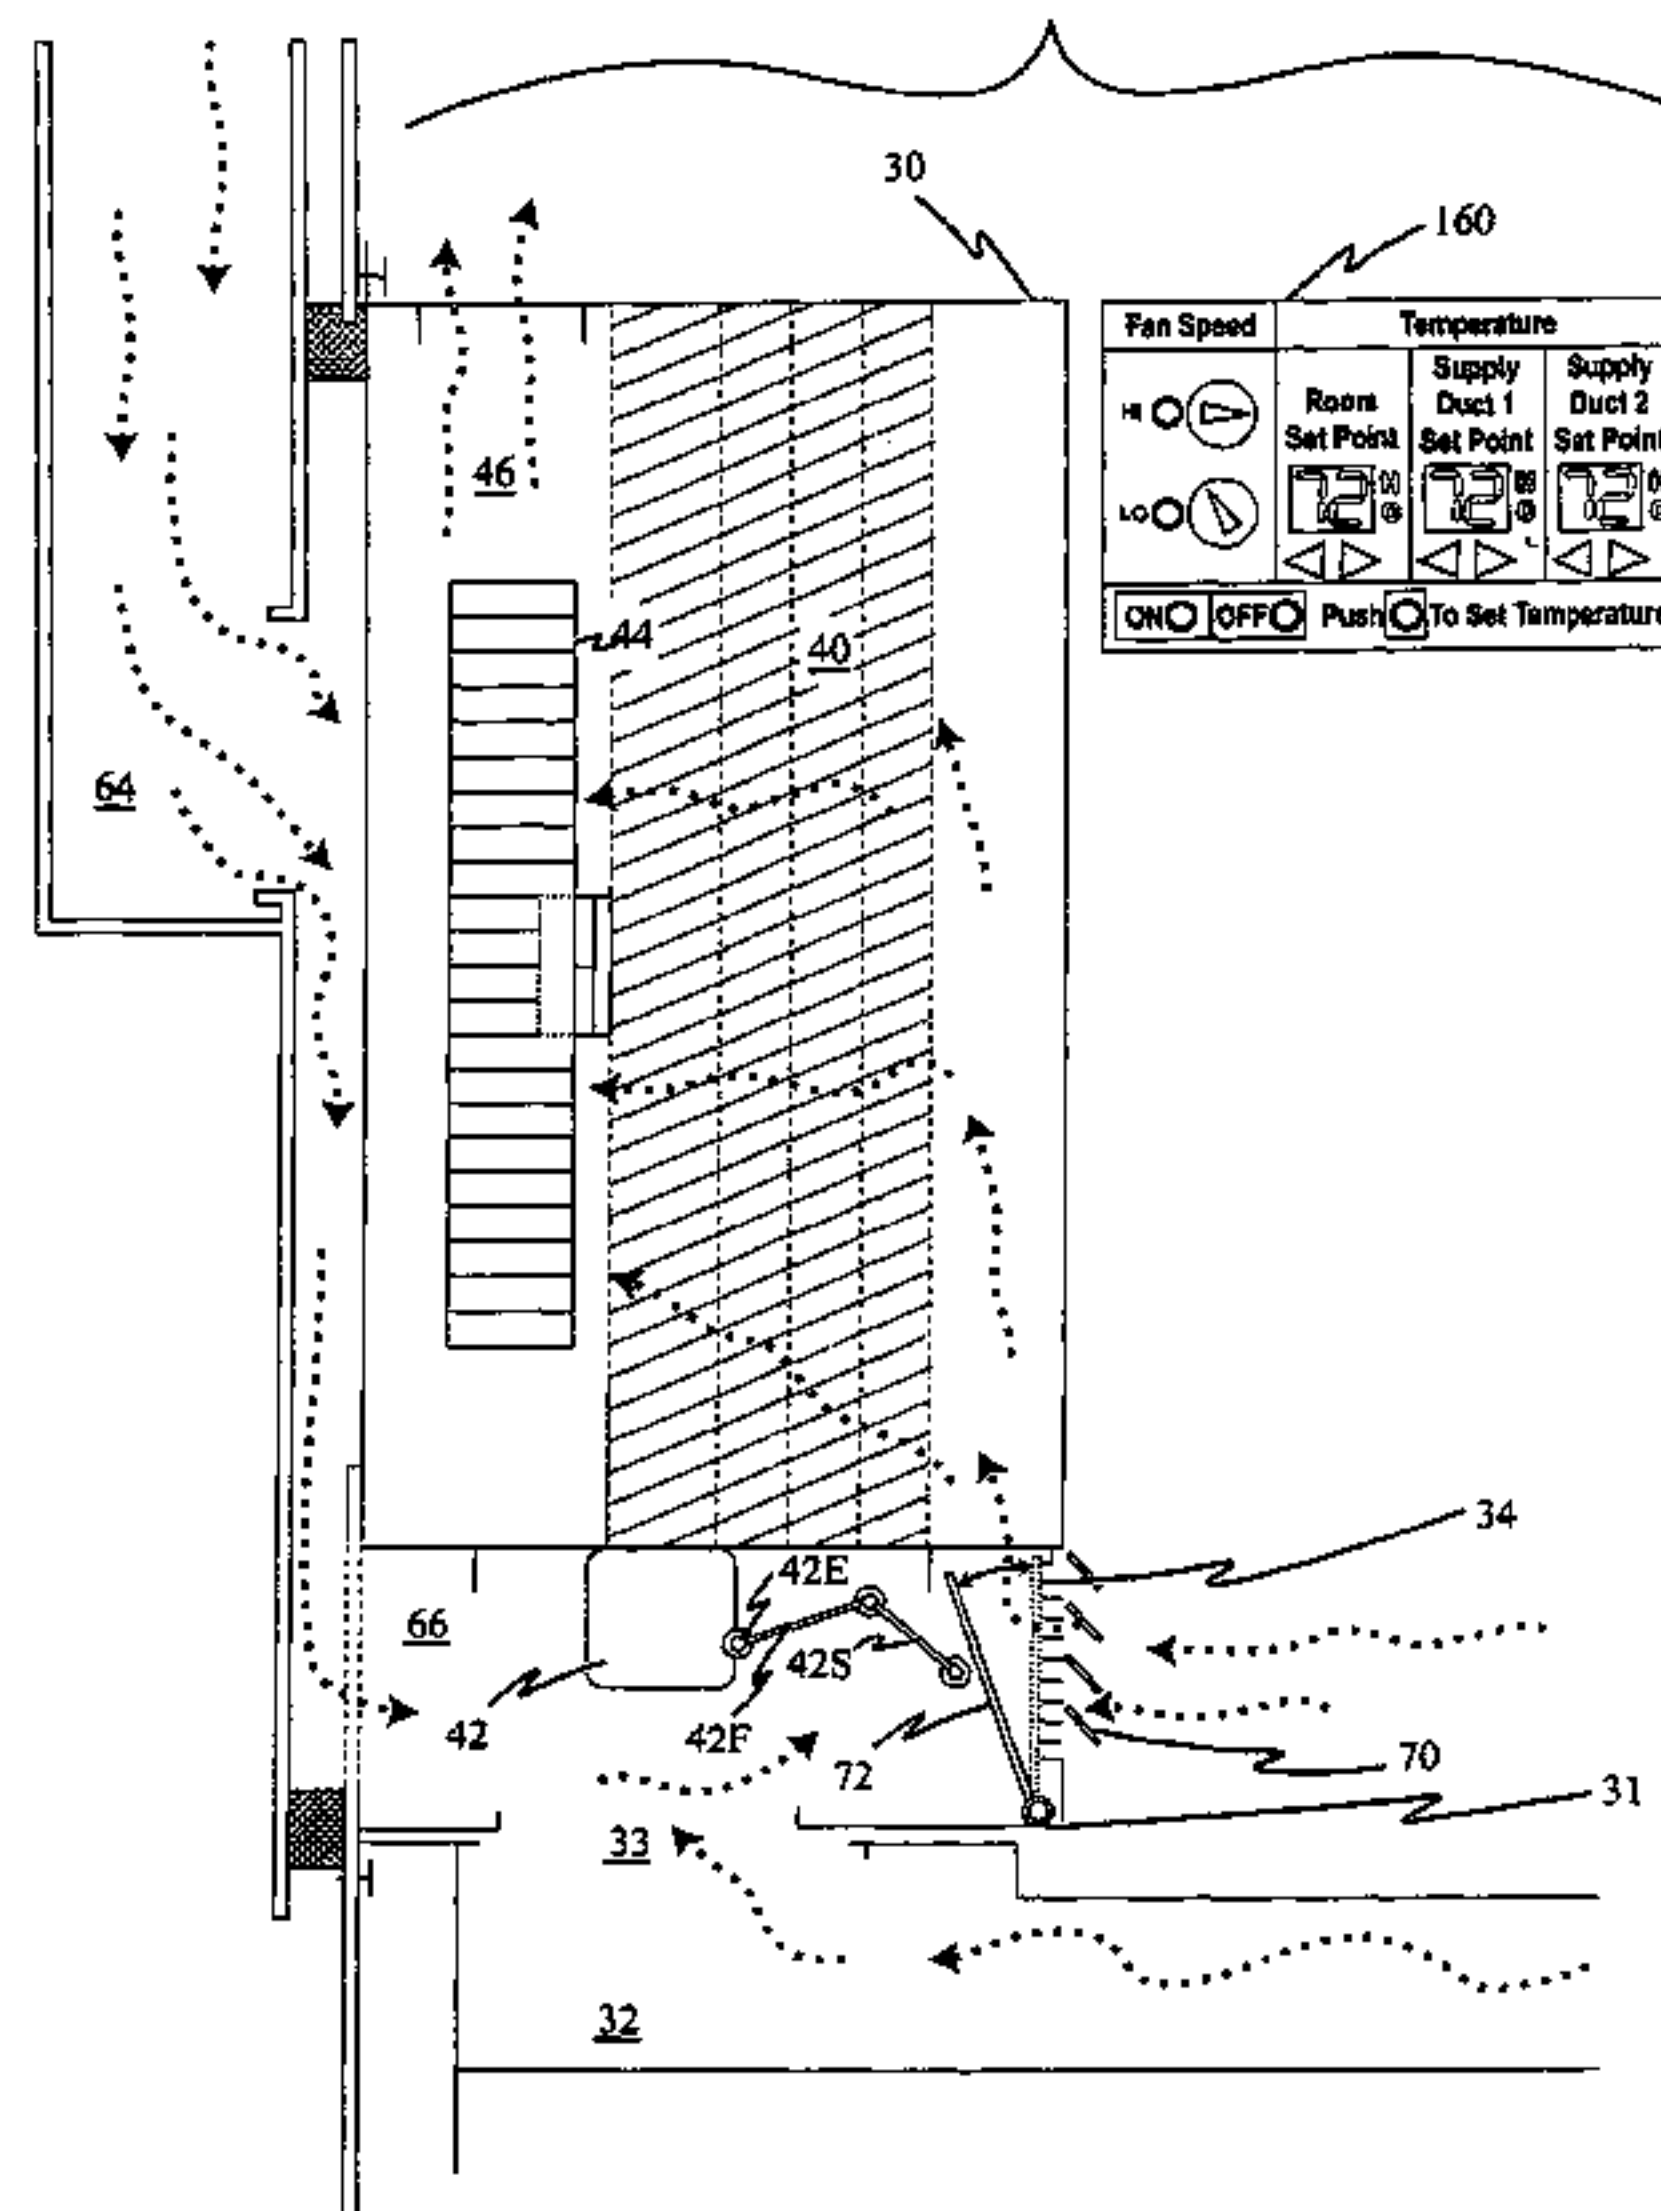 30
160
Fan Speed
Temperature
HI
LO
Room
Set Point
72
Supply
Duct 1
Set Point
72
Supply
Duct 2
Set Point
72
ON
OFF
Push
To Set Temperature
46
44
40
64
34
42E
66
42S
42
42F
72
70
31
33
32